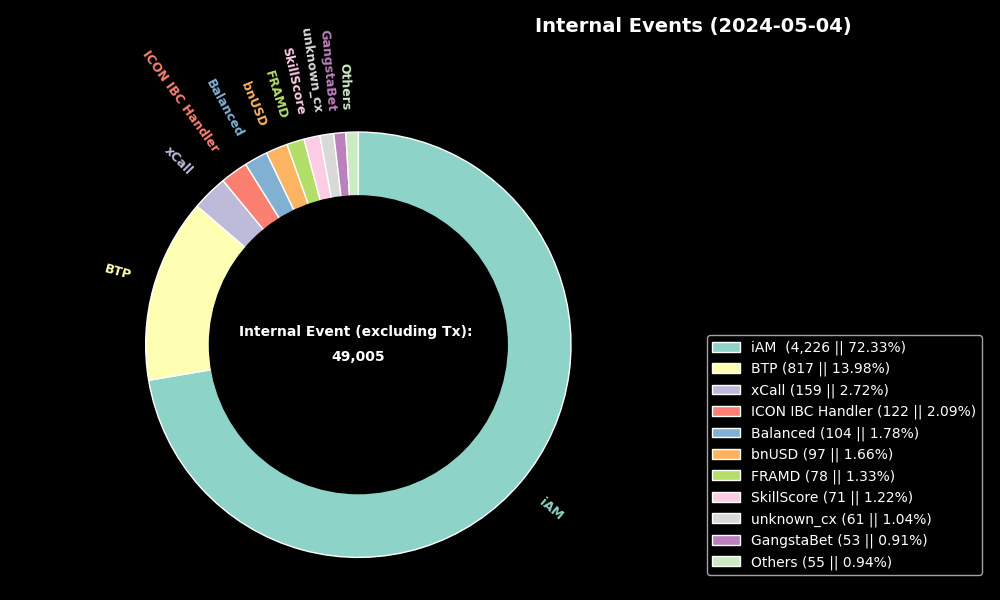 Internal Events (2024-05-04)
Others
GangstaBet
unknown_cx
SkillScore
FRAMD
bnUSD
Balanced
ICON IBC Handler
xCall
BTP
iAM
Internal Event (excluding Tx):
49,005
iAM  (4,226 || 72.33%)
BTP (817 || 13.98%)
xCall (159 || 2.72%)
ICON IBC Handler (122 || 2.09%)
Balanced (104 || 1.78%)
bnUSD (97 || 1.66%)
FRAMD (78 || 1.33%)
SkillScore (71 || 1.22%)
unknown_cx (61 || 1.04%)
GangstaBet (53 || 0.91%)
Others (55 || 0.94%)